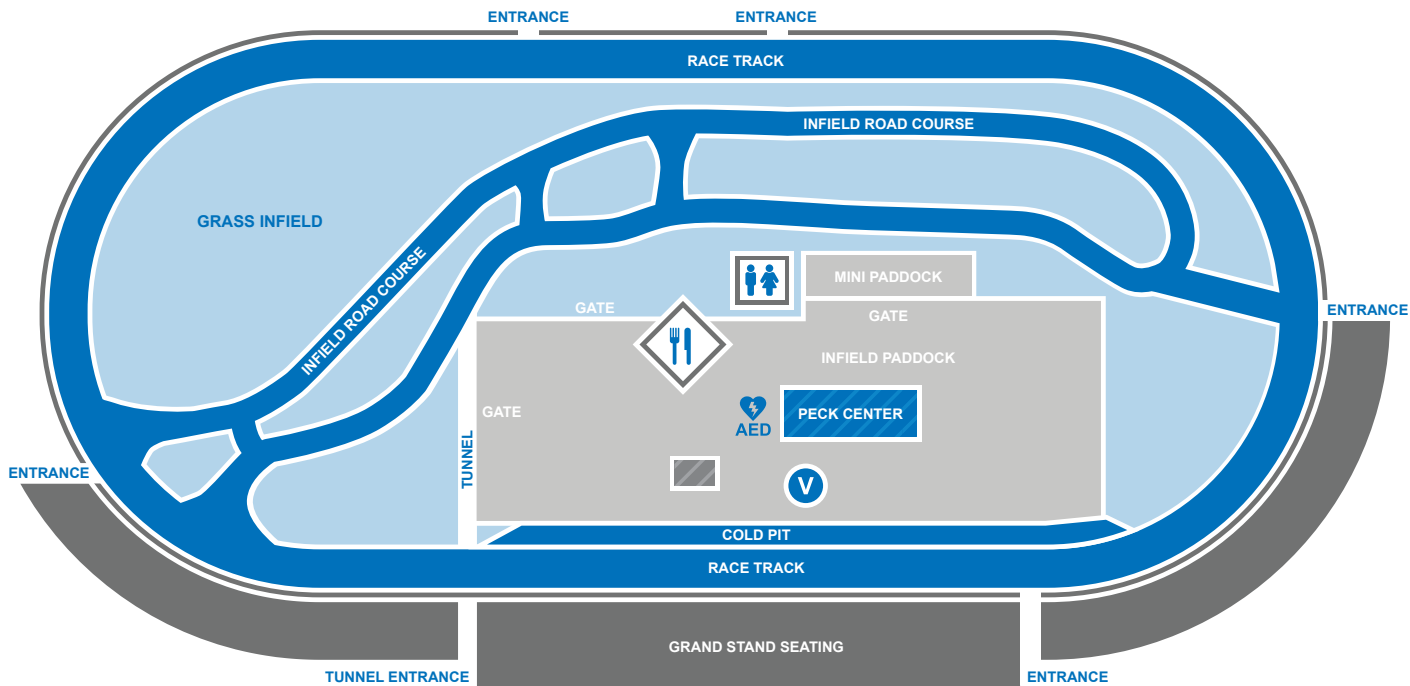 ENTRANCE
ENTRANCE
RACE TRACK
INFIELD ROAD COURSE
GRASS INFIELD
INFIELD ROAD COURSE
MINI PADDOCK
GATE
GATE
ENTRANCE
INFIELD PADDOCK
GATE
PECK CENTER
AED
TUNNEL
ENTRANCE
V
COLD PIT
RACE TRACK
GRAND STAND SEATING
TUNNEL ENTRANCE
ENTRANCE